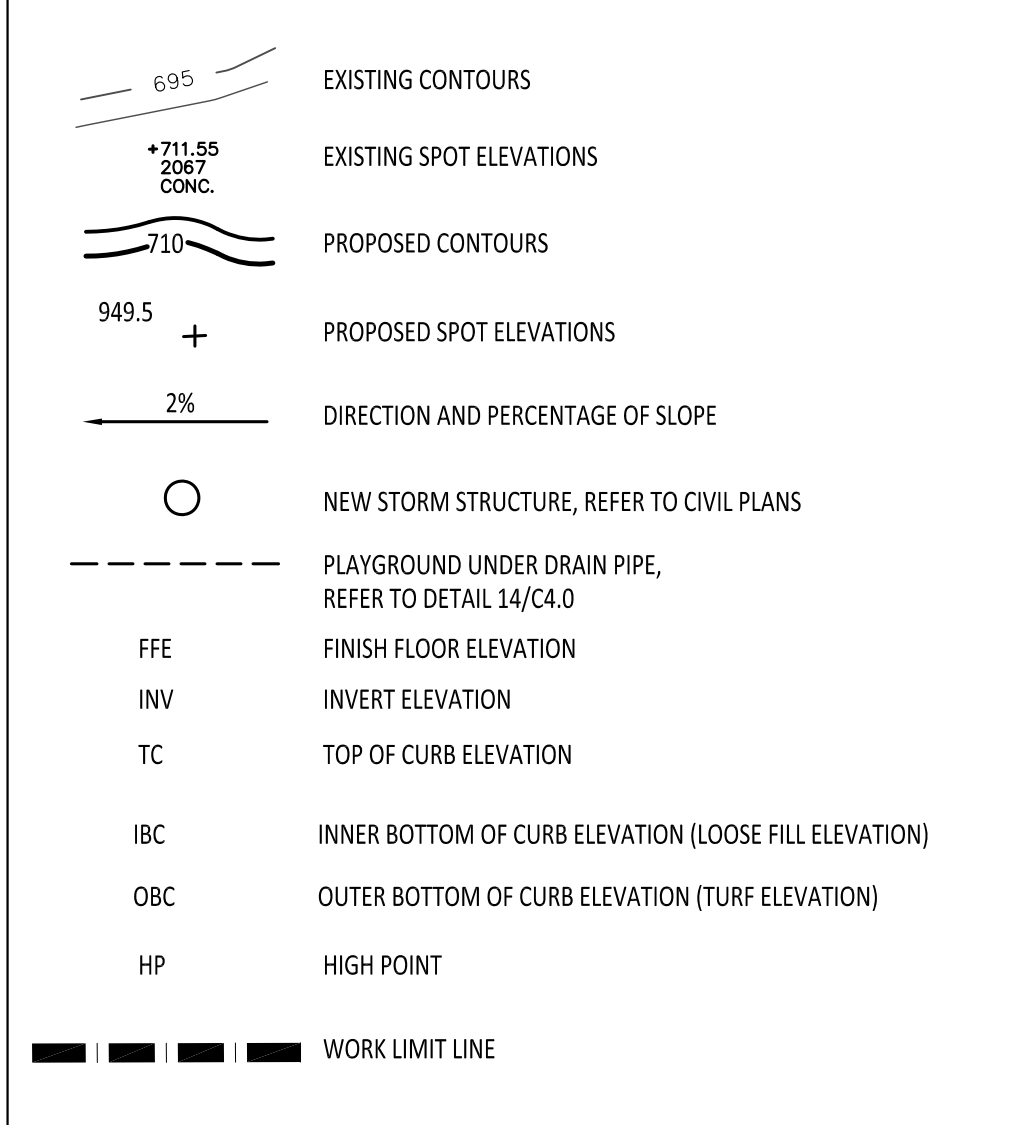 695 EXISTING CONTOURS
+711.55
2067
CONC.
EXISTING SPOT ELEVATIONS
710 PROPOSED CONTOURS
949.5
PROPOSED SPOT ELEVATIONS
2%
DIRECTION AND PERCENTAGE OF SLOPE
NEW STORM STRUCTURE, REFER TO CIVIL PLANS
PLAYGROUND UNDER DRAIN PIPE,
REFER TO DETAIL 14/C4.0
FFE FINISH FLOOR ELEVATION
INV INVERT ELEVATION
TC TOP OF CURB ELEVATION
IBC INNER BOTTOM OF CURB ELEVATION (LOOSE FILL ELEVATION)
OBC OUTER BOTTOM OF CURB ELEVATION (TURF ELEVATION)
HP HIGH POINT
WORK LIMIT LINE